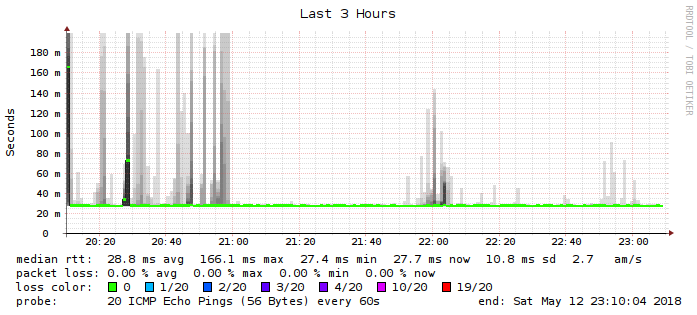 Last 3 Hours
RRDTOOL / TOBI OETIKER
Seconds
180 m
160 m
140 m
120 m
100 m
80 m
60 m
40 m
20 m
0
20:20 20:40 21:00 21:20 21:40 22:00 22:20 22:40 23:00
median rtt: 28.8 ms avg 166.1 ms max 27.4 ms min 27.7 ms now 10.8 ms sd 2.7 am/s
packet loss: 0.00 % avg 0.00 % max 0.00 % min 0.00 % now
loss color: 0 1/20 2/20 3/20 4/20 10/20 19/20
probe: 20 ICMP Echo Pings (56 Bytes) every 60s end: Sat May 12 23:10:04 2018